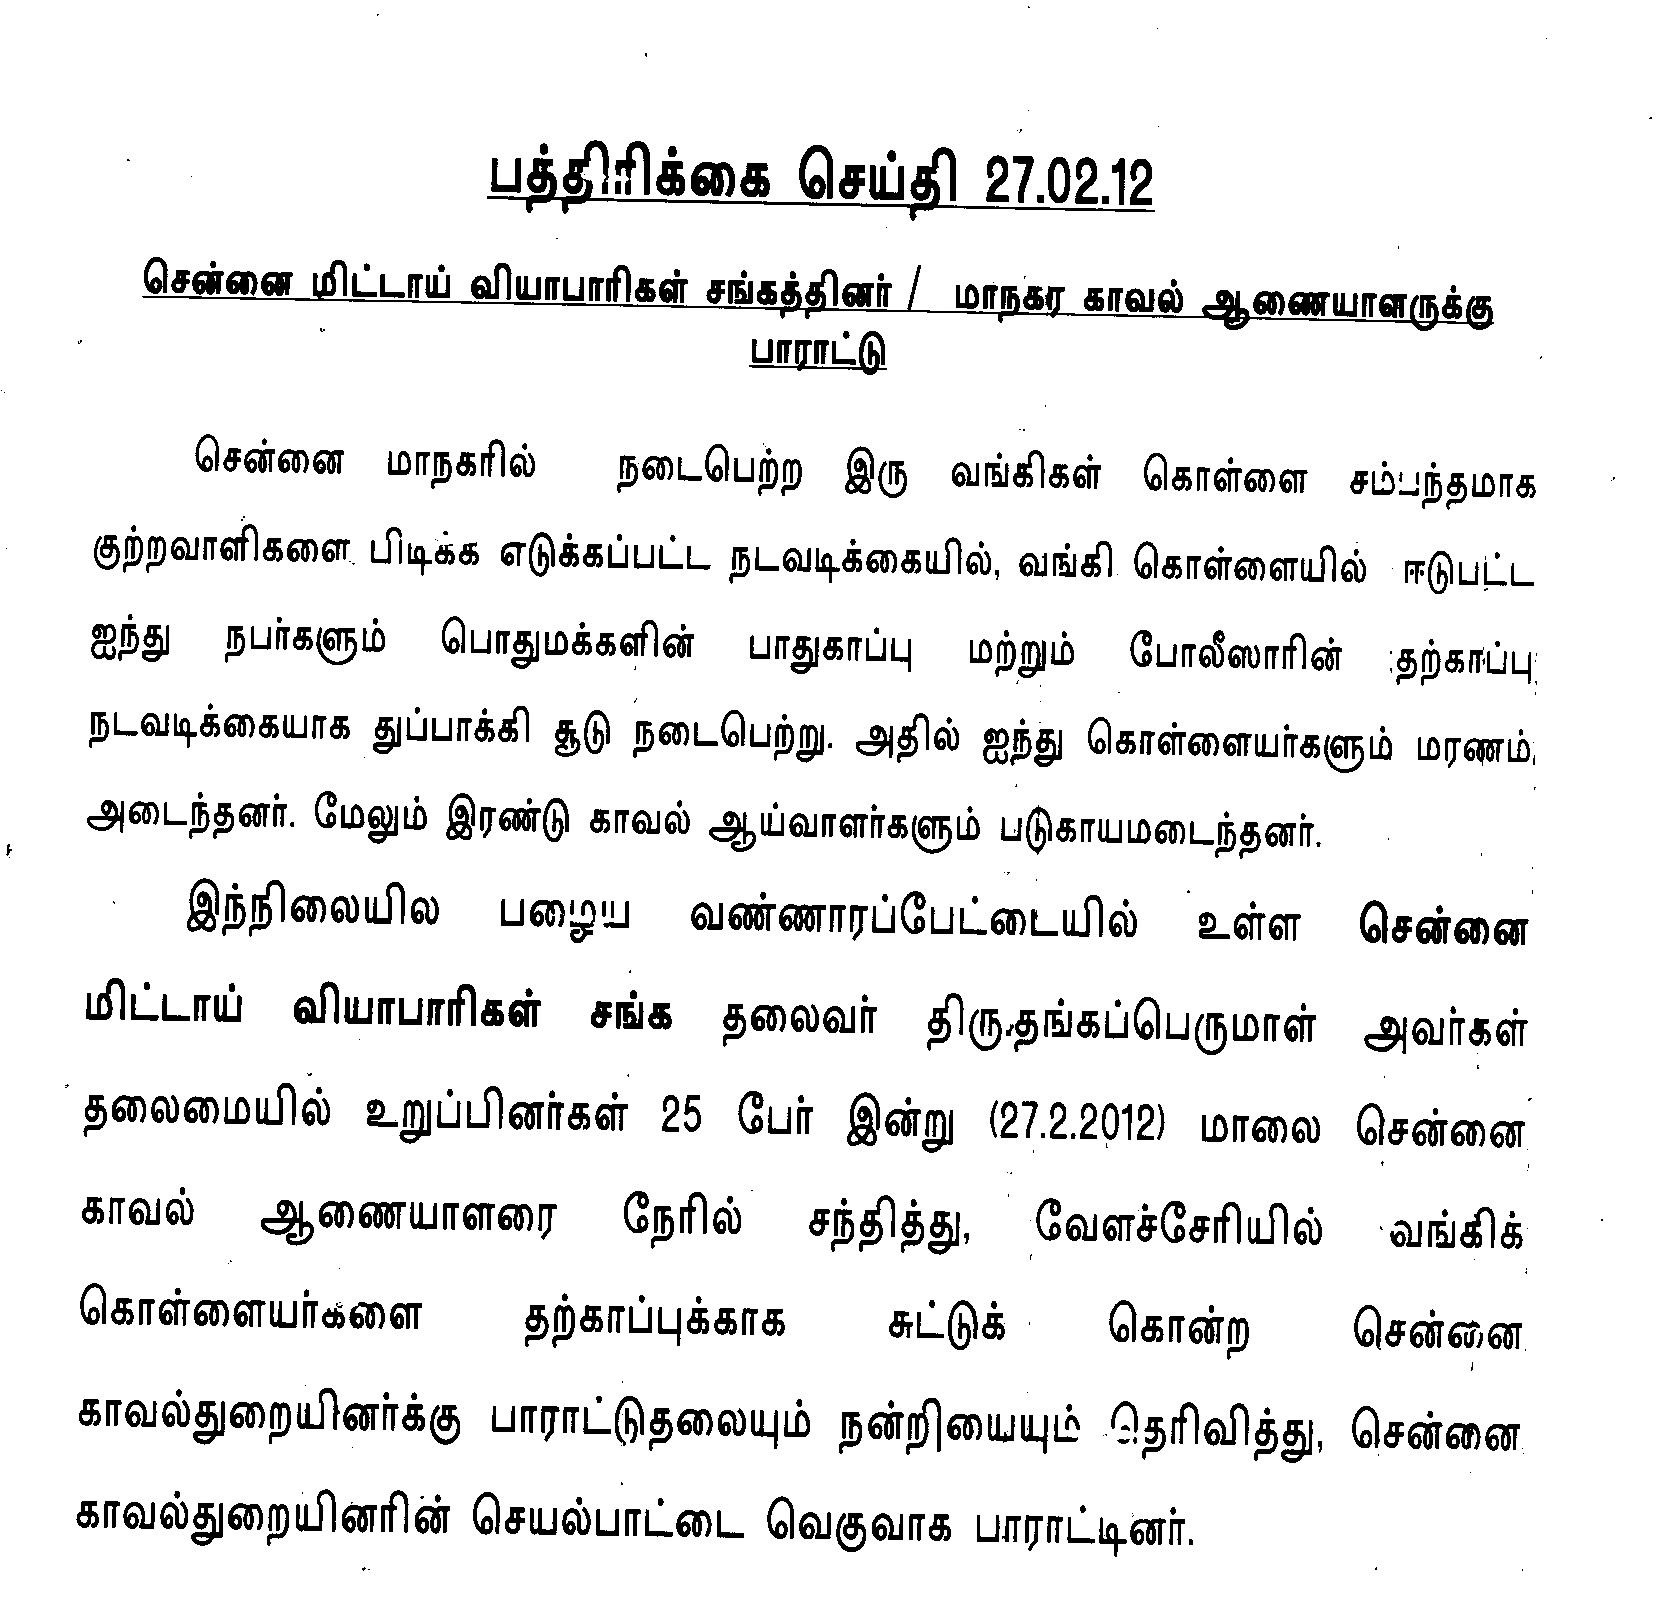 பத்திரிக்கை செய்தி 27.02.12
சென்னை மிட்டாய் வியாபாரிகள் சங்கத்தினர் / மாநகர காவல் ஆணையாளருக்கு
பாராட்டு
சென்னை மாநகரில் நடைபெற்ற இரு வங்கிகள் கொள்ளை சம்பந்தமாக
குற்றவாளிகளை பிடிக்க எடுக்கப்பட்ட நடவடிக்கையில், வங்கி கொள்ளையில் ஈடுபட்ட
ஐந்து நபர்களும் பொதுமக்களின் பாதுகாப்பு மற்றும் போலீஸாரின் தற்காப்பு
நடவடிக்கையாக துப்பாக்கி சூடு நடைபெற்று. அதில் ஐந்து கொள்ளையர்களும் மரணம்
அடைந்தனர். மேலும் இரண்டு காவல் ஆய்வாளர்களும் படுகாயமடைந்தனர்.
இந்நிலையில பழைய வண்ணாரப்பேட்டையில் உள்ள சென்னை
மிட்டாய் வியாபாரிகள் சங்க தலைவர் திரு.தங்கப்பெருமாள் அவர்கள்
தலைமையில் உறுப்பினர்கள் 25 பேர் இன்று (27.2.2012) மாலை சென்னை
காவல் ஆணையாளரை நேரில் சந்தித்து, வேளச்சேரியில் வங்கிக்
கொள்ளையர்களை தற்காப்புக்காக சுட்டுக் கொன்ற சென்னை
காவல்துறையினர்க்கு பாராட்டுதலையும் நன்றியையும் தெரிவித்து, சென்னை
காவல்துறையினரின் செயல்பாட்டை வெகுவாக பாராட்டினர்.